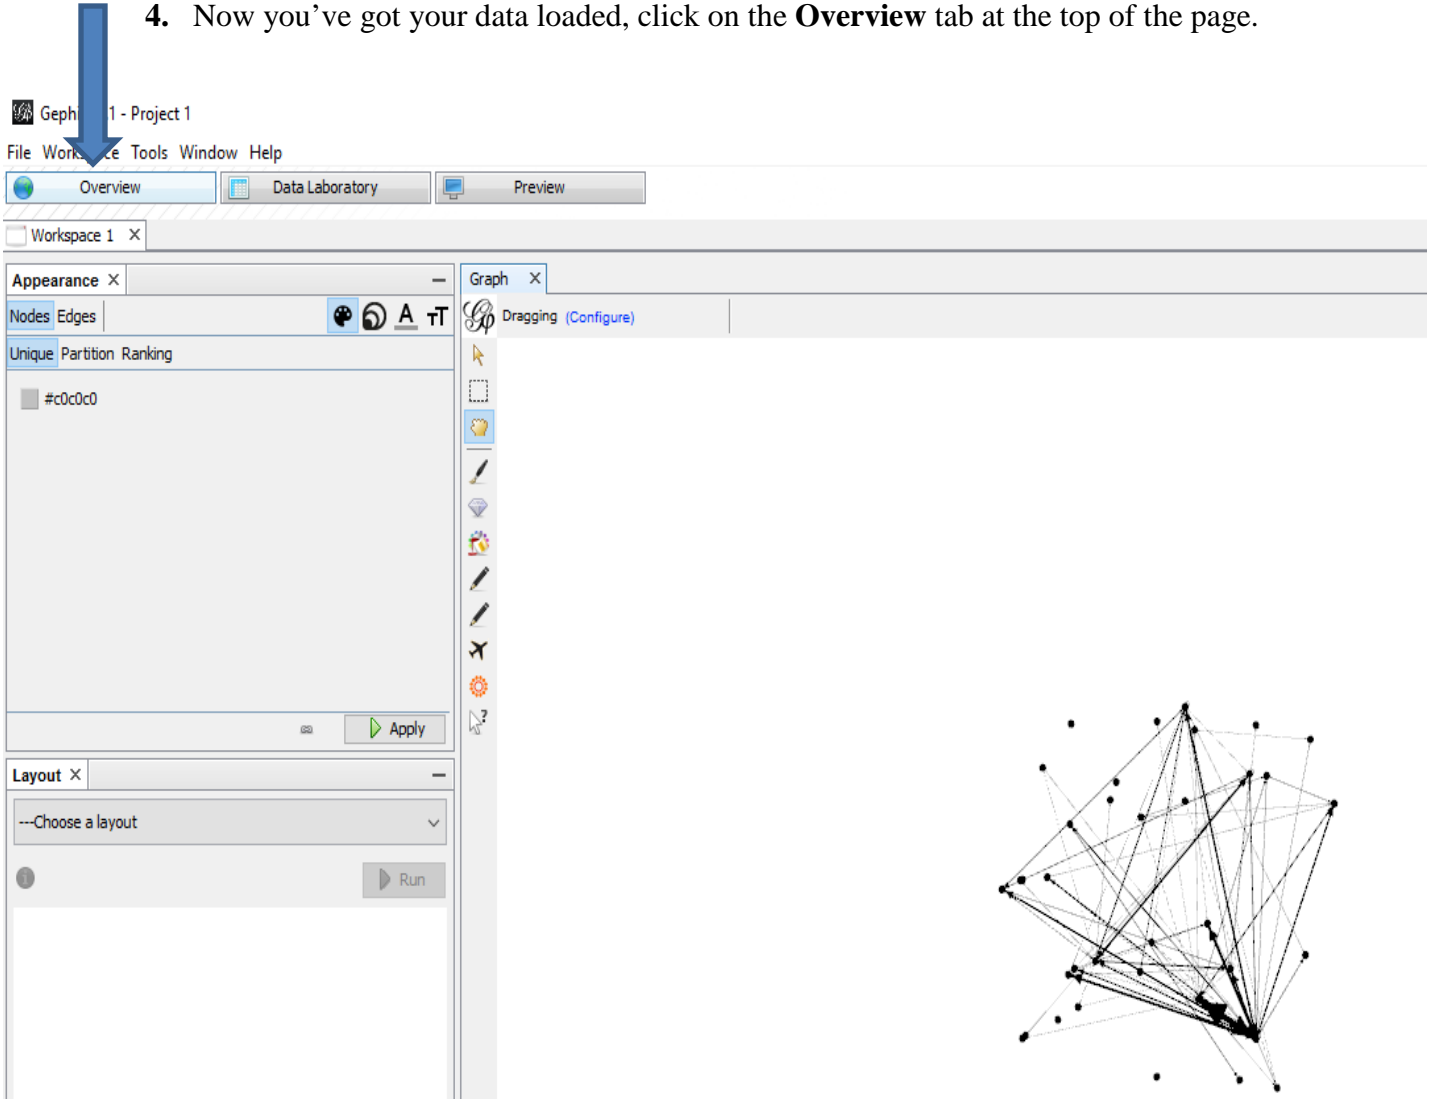 4. Now you’ve got your data loaded, click on the Overview tab at the top of the page.
Geph 1 - Project 1
File Tools Window Help
Overview Data Laboratory Preview
Workspace 1
Appearance
Nodes Edges
Unique Partition Ranking
#c0c0c0
Apply
Layout
---Choose a layout
Run
Graph
Dragging (Configure)